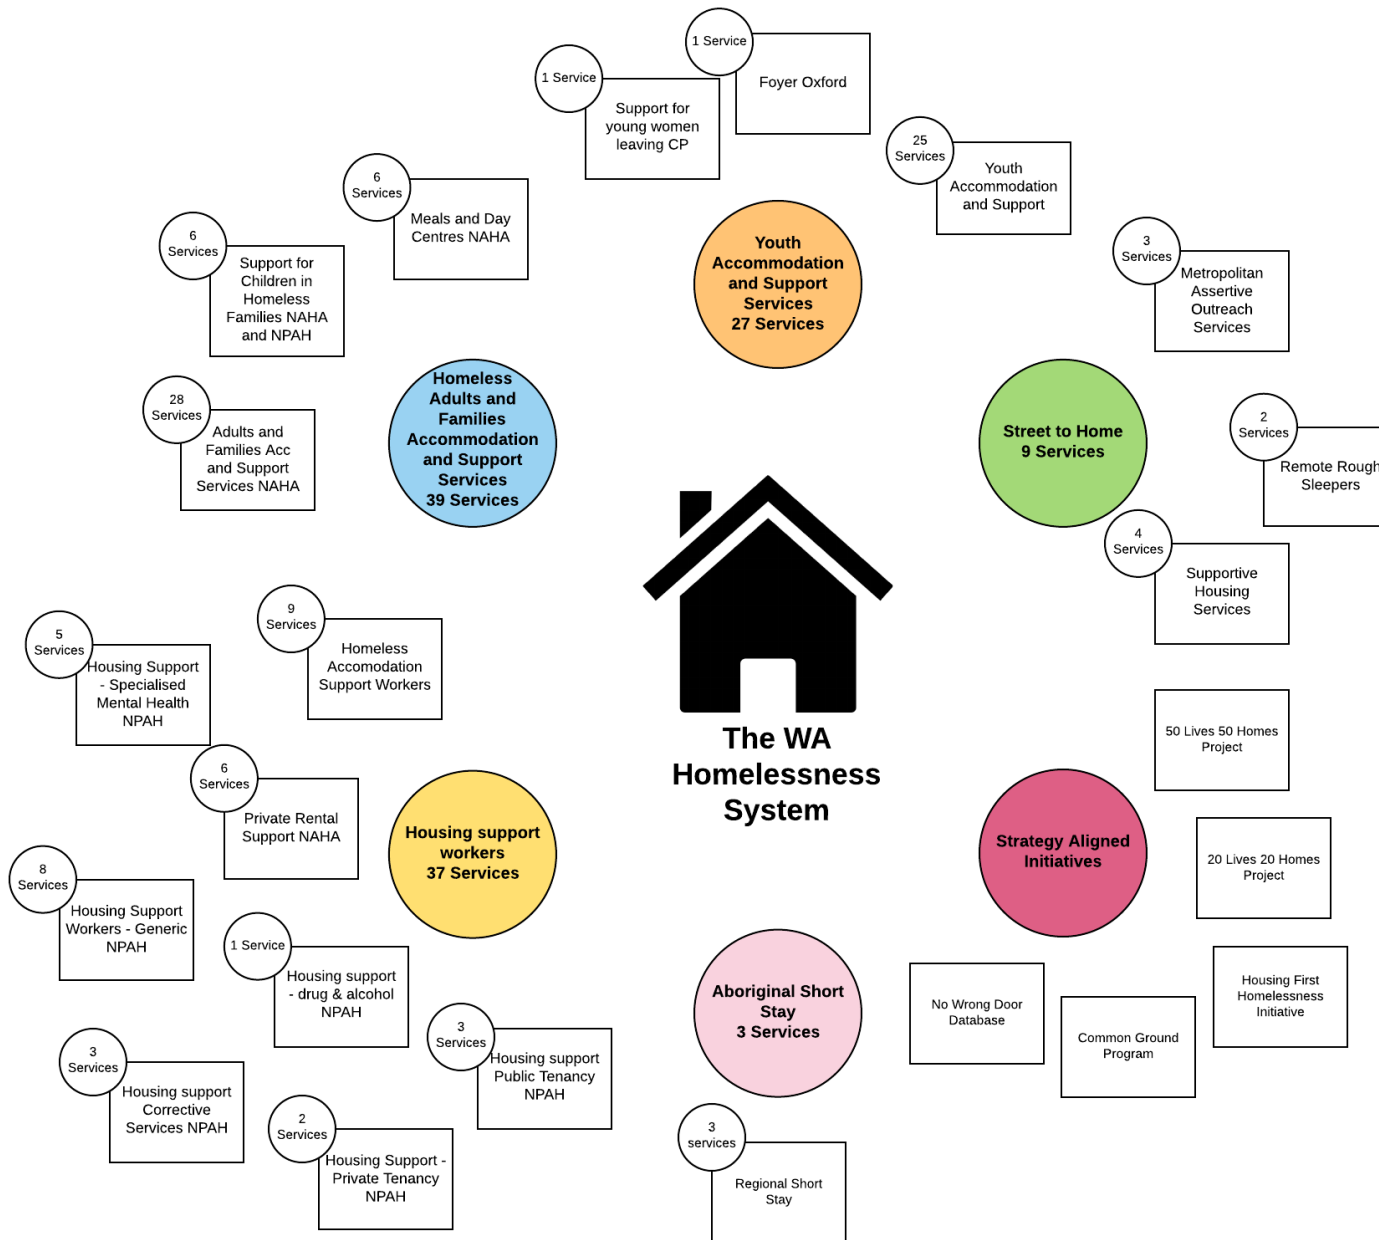 1 Service
Foyer Oxford
1 Service
Support for
young women
leaving CP
25
Services
Youth
Accommodation
and Support
6
Services
Meals and Day
Centres NAHA
6
Services
Support for
Children in
Homeless
Families NAHA
and NPAH
Youth
Accommodation
and Support
Services
27 Services
3
Services
Metropolitan
Assertive
Outreach
Services
28
Services
Adults and
Families Acc
and Support
Services NAHA
Homeless
Adults and
Families
Accommodation
and Support
Services
39 Services
Street to Home
9 Services
2
Services
Remote Rough
Sleepers
4
Services
Supportive
Housing
Services
9
Services
Homeless
Accomodation
Support Workers
5
Services
Housing Support
- Specialised
Mental Health
NPAH
The WA
Homelessness
System
50 Lives 50 Homes
Project
6
Services
Private Rental
Support NAHA
Housing support
workers
37 Services
Strategy Aligned
Initiatives
20 Lives 20 Homes
Project
8
Services
Housing Support
Workers - Generic
NPAH
1 Service
Housing support
- drug & alcohol
NPAH
Aboriginal Short
Stay
3 Services
No Wrong Door
Database
Common Ground
Program
Housing First
Homelessness
Initiative
3
Services
Housing support
Public Tenancy
NPAH
3
Services
Housing support
Corrective
Services NPAH
2
Services
Housing Support -
Private Tenancy
NPAH
3
services
Regional Short
Stay